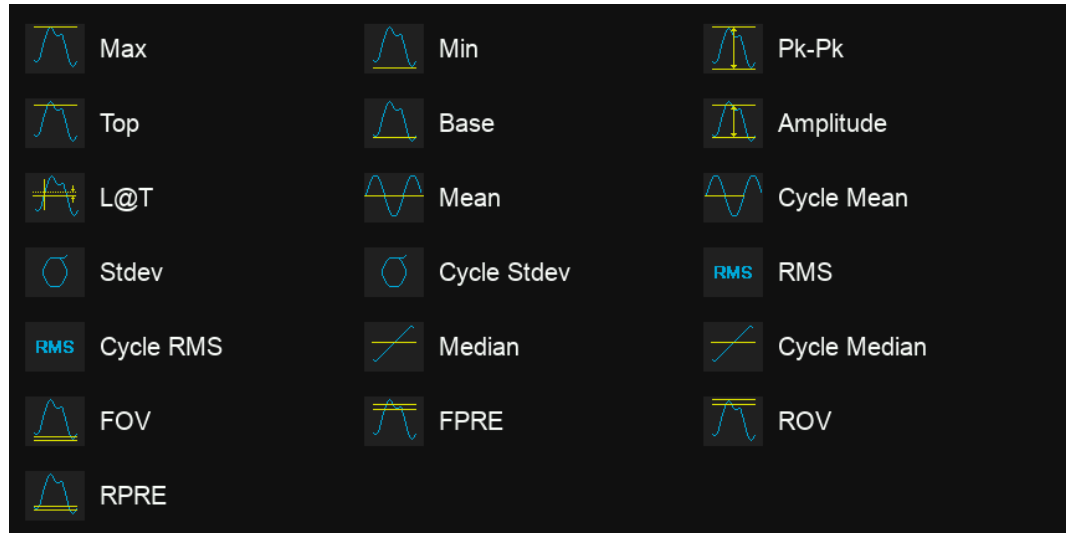 Max Min Pk-Pk
Top Base Amplitude
L@T Mean Cycle Mean
Stdev Cycle Stdev RMS RMS
RMS Cycle RMS Median Cycle Median
FOV FPRE ROV
RPRE